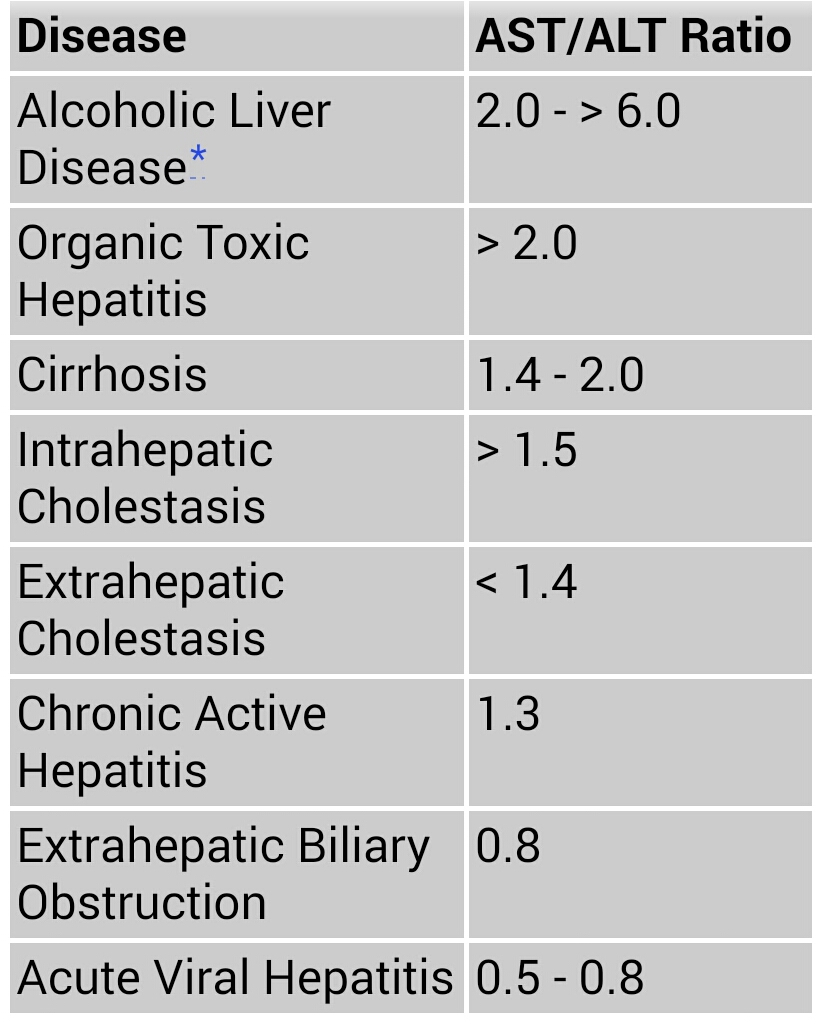 Disease AST/ALT Ratio
Alcoholic Liver 2.0 - > 6.0
Disease*
Organic Toxic > 2.0
Hepatitis
Cirrhosis 1.4 - 2.0
Intrahepatic > 1.5
Cholestasis
Extrahepatic < 1.4
Cholestasis
Chronic Active 1.3
Hepatitis
Extrahepatic Biliary 0.8
Obstruction
Acute Viral Hepatitis 0.5 - 0.8